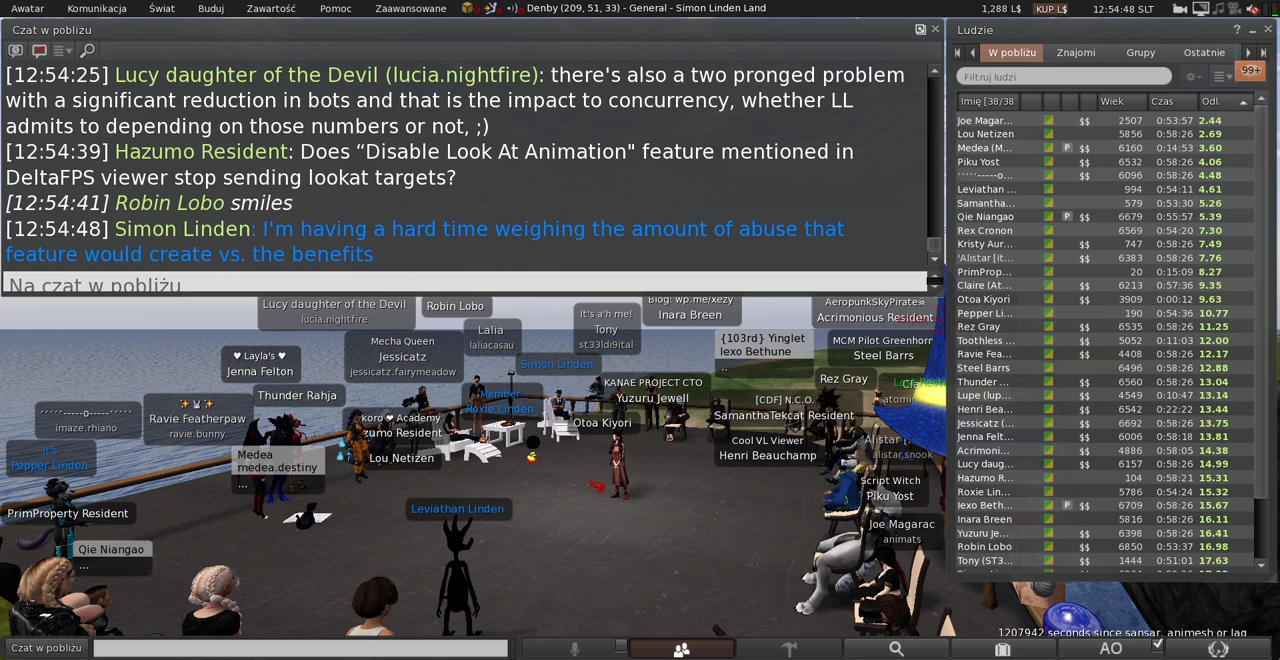 Awatar Komunikacja Świat Buduj Zawartość Pomoc Zaawansowane Denby (209, 51, 33) - General - Simon Linden Land 1,288 L$ KUP L$ 12:54:48 SLT
Czat w pobliżu
[12:54:25] Lucy daughter of the Devil (lucia.nightfire): there's also a two pronged problem
with a significant reduction in bots and that is the impact to concurrency, whether LL
admits to depending on those numbers or not, ;)
[12:54:39] Hazumo Resident: Does “Disable Look At Animation" feature mentioned in
DeltaFPS viewer stop sending lookat targets?
[12:54:41] Robin Lobo smiles
[12:54:48] Simon Linden: I'm having a hard time weighing the amount of abuse that
feature would create vs. the benefits
Na czat w pobliżu
Ludzie
W pobliżu Znajomi Grupy Ostatnie
Filtruj ludzi
99+
Imię [38/38 Wiek Czas Odl.
Joe Magar... $$ 2507 0:53:57 2.44
Lou Netizen 5856 0:58:26 2.69
Medea (M... P $$ 6160 0:14:53 3.60
Piku Yost $$ 6532 0:58:26 4.06
´´´´´-----o... $$ 6096 0:58:26 4.48
Leviathan ... 994 0:54:11 4.61
Samantha... 579 0:53:30 5.26
Qie Niangao P $$ 6679 0:55:57 5.39
Rex Cronon 6569 0:54:20 7.30
Kristy Aur... $$ 747 0:58:26 7.49
'Alistar [It... $$ 6383 0:58:26 7.76
PrimProp... 20 0:15:09 8.27
Claire (At... $$ 6213 0:57:36 9.35
Otoa Kiyori $$ 3909 0:00:12 9.63
Pepper Li... 190 0:54:36 10.77
Rez Gray $$ 6535 0:58:26 11.25
Toothless ... $$ 5052 0:11:03 12.00
Ravie Fea... $$ 4408 0:58:26 12.17
Steel Barrs 6496 0:58:26 12.88
Thunder ... $$ 6560 0:58:26 13.04
Lupe (lup... $$ 4549 0:10:47 13.14
Henri Bea... $$ 6542 0:22:22 13.44
Jessicatz (... $$ 6692 0:58:26 13.75
Jenna Felt... $$ 6006 0:58:18 13.81
Acrimoni... $$ 4886 0:58:05 14.38
Lucy daug... $$ 6157 0:58:26 14.99
Hazumo R... 104 0:58:21 15.31
Roxie Lin... 5786 0:54:24 15.32
Iexo Beth... P $$ 6709 0:58:26 15.67
Inara Breen 5816 0:58:26 16.11
Yuzuru Je... $$ 6398 0:58:26 16.41
Robin Lobo $$ 6850 0:53:37 16.98
Tony (ST3... $$ 1444 0:51:01 17.63
Lucy daughter of the Devil
lucia.nightfire
Robin Lobo
Blog: wp.me/xezy
Inara Breen
AeropunkSkyPirate☠
Acrimonious Resident
It's a'h me!
Tony
st33ldi9ital
Lalia
laliacasau
Mecha Queen
Jessicatz
jessicatz.fairymeadow
{103rd} Yinglet
Iexo Bethune
..
MCM Pilot Greenhorn
Steel Barrs
♥ Layla's ♥
Jenna Felton
Simon Linden
KANAE PROJECT CTO
Yuzuru Jewell
Rez Gray
Thunder Rahja
Member
Roxie Linden
[CDF] N.C.O.
SamanthaTekcat Resident
´´´´´-----o-----´´´´´
imaze.rhiano
Ravie Featherpaw
ravie.bunny
koro ♥ Academy
zumo Resident
Otoa Kiyori
Cool VL Viewer
Henri Beauchamp
Alistar [
alistar.snook
It's
Pepper Linden
Medea
medea.destiny
...
Lou Netizen
Script Witch
Piku Yost
PrimProperty Resident
Leviathan Linden
Joe Magarac
animats
Qie Niangao
...
1207942 seconds since sansar, animesh or lag
Czat w pobliżu AO